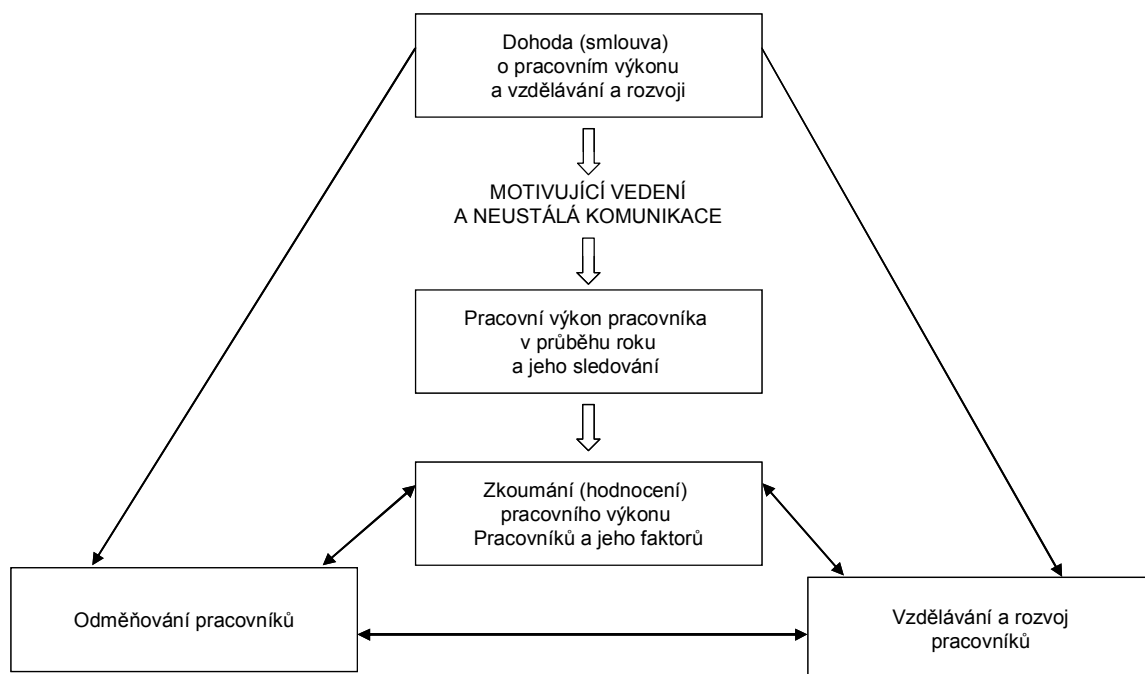 Dohoda (smlouva)
o pracovním výkonu
a vzdělávání a rozvoji
MOTIVUJÍCÍ VEDENÍ
A NEUSTÁLÁ KOMUNIKACE
Pracovní výkon pracovníka
v průběhu roku
a jeho sledování
Zkoumání (hodnocení)
pracovního výkonu
Pracovníků a jeho faktorů
Odměňování pracovníků
Vzdělávání a rozvoj
pracovníků